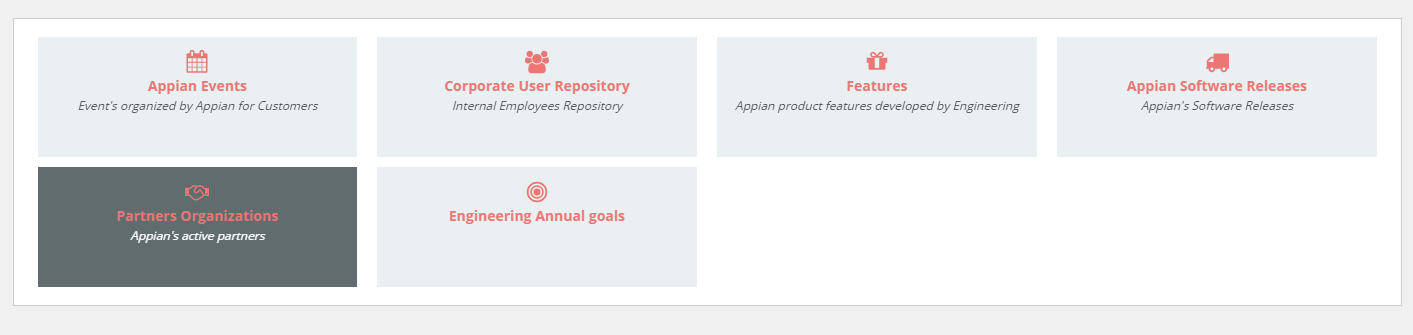 Appian Events
Event's organized by Appian for Customers
Corporate User Repository
Internal Employees Repository
Features
Appian product features developed by Engineering
Appian Software Releases
Appian's Software Releases
Partners Organizations
Appian's active partners
Engineering Annual goals